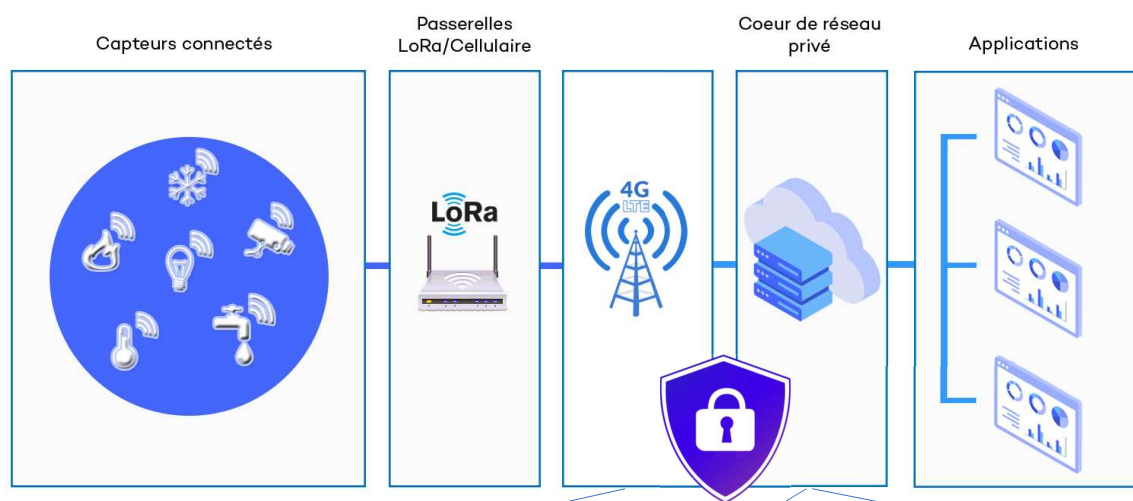 Capteurs connectés
Passerelles
LoRa/Cellulaire
Coeur de réseau
privé
Applications
LoRa
4G
LTE